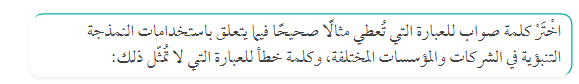 اخْتَرْ كلمة صواب للعبارة التي تُعطي مثالًا صحيحًا فيما يتعلق باستخدامات النمذجة
التنبؤية في الشركات والمؤسسات المختلفة، وكلمة خطأ للعبارة التي لا تُمثّل ذلك: